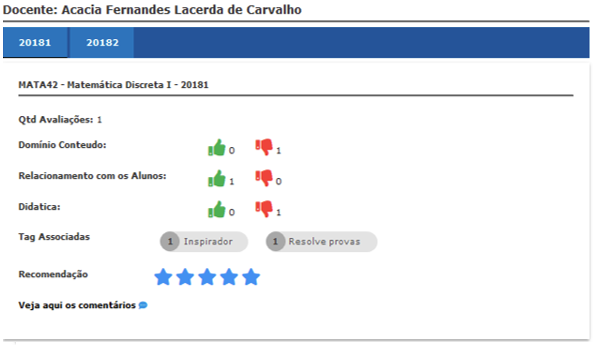 Docente: Acacia Fernandes Lacerda de Carvalho
20181 20182
MATA42 - Matemática Discreta I - 20181
Qtd Avaliações: 1
Domínio Conteudo: 0 1
Relacionamento com os Alunos: 1 0
Didatica: 0 1
Tag Associadas 1 Inspirador 1 Resolve provas
Recomendação
Veja aqui os comentários